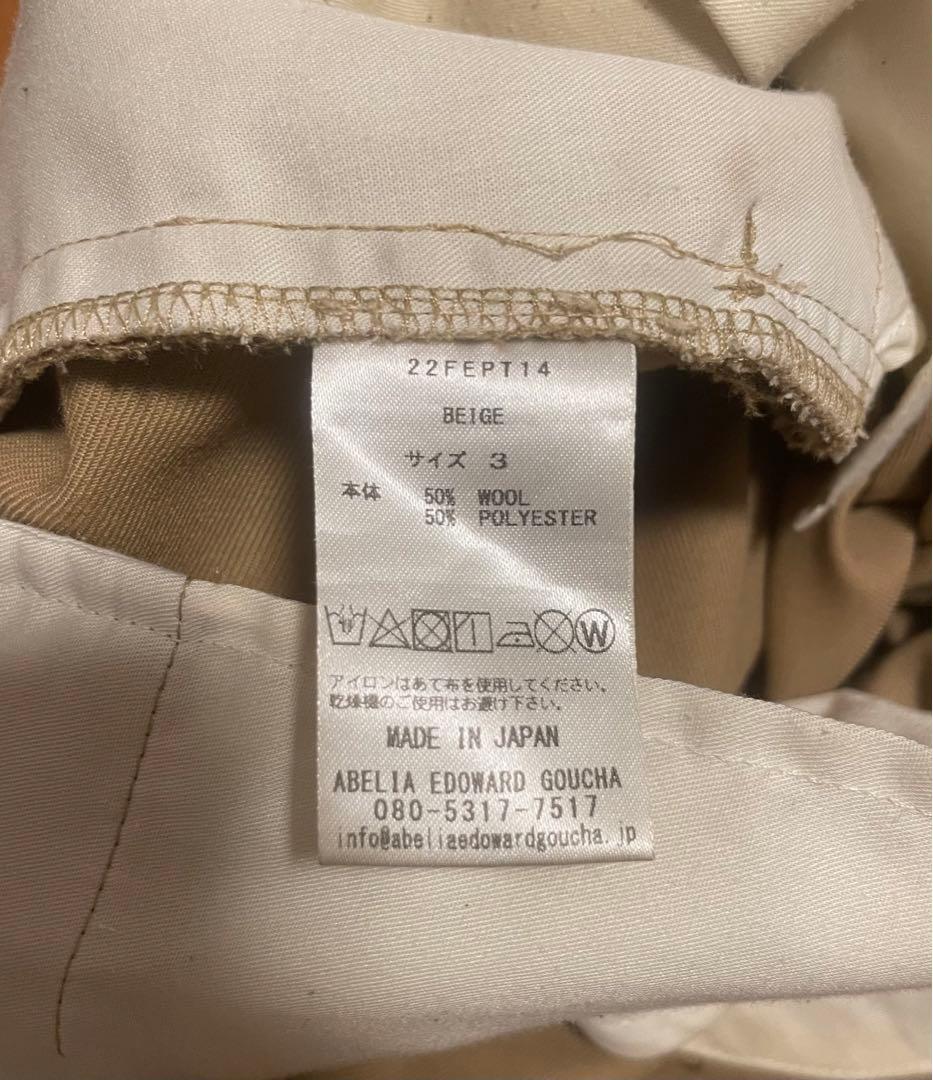 22FEPT14
BEIGE
サイズ 3
本体 50% WOOL
50% POLYESTER
W
アイロンはあて布を使用してください。
乾燥機のご使用はお避け下さい。
MADE IN JAPAN
ABELIA EDOWARD GOUCHA
080-5317-7517
info@abeliaedowardgoucha.jp